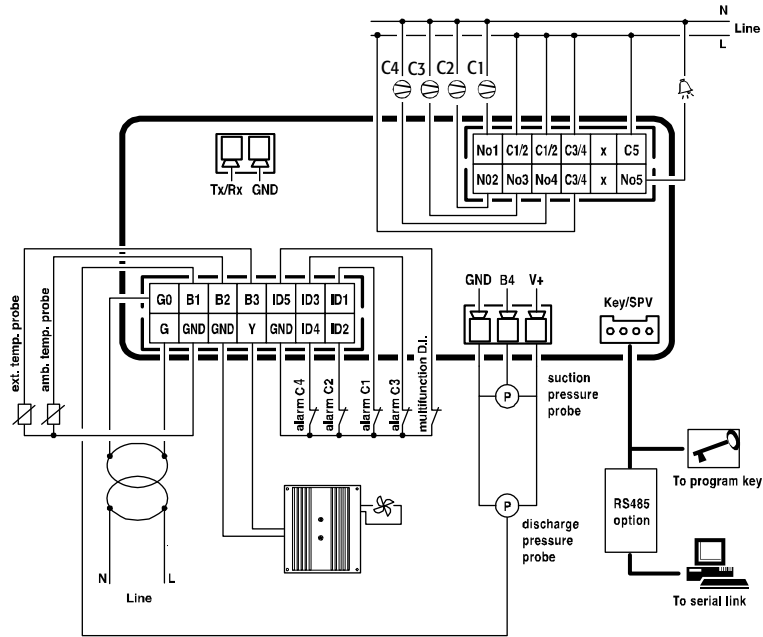 N
Line
L
C4 C3 C2 C1
No1 C1/2 C1/2 C3/4 x C5
N02 No3 No4 C3/4 x No5
Tx/Rx GND
ext. temp. probe
amb. temp. probe
G0 B1 B2 B3 ID5 ID3 ID1
G GND GND Y GND ID4 ID2
GND B4 V+
Key/SPV
alarm C4
alarm C2
alarm C1
alarm C3
multifunction D.I.
P
suction
pressure
probe
To program key
RS485
option
P
discharge
pressure
probe
N L
Line
To serial link